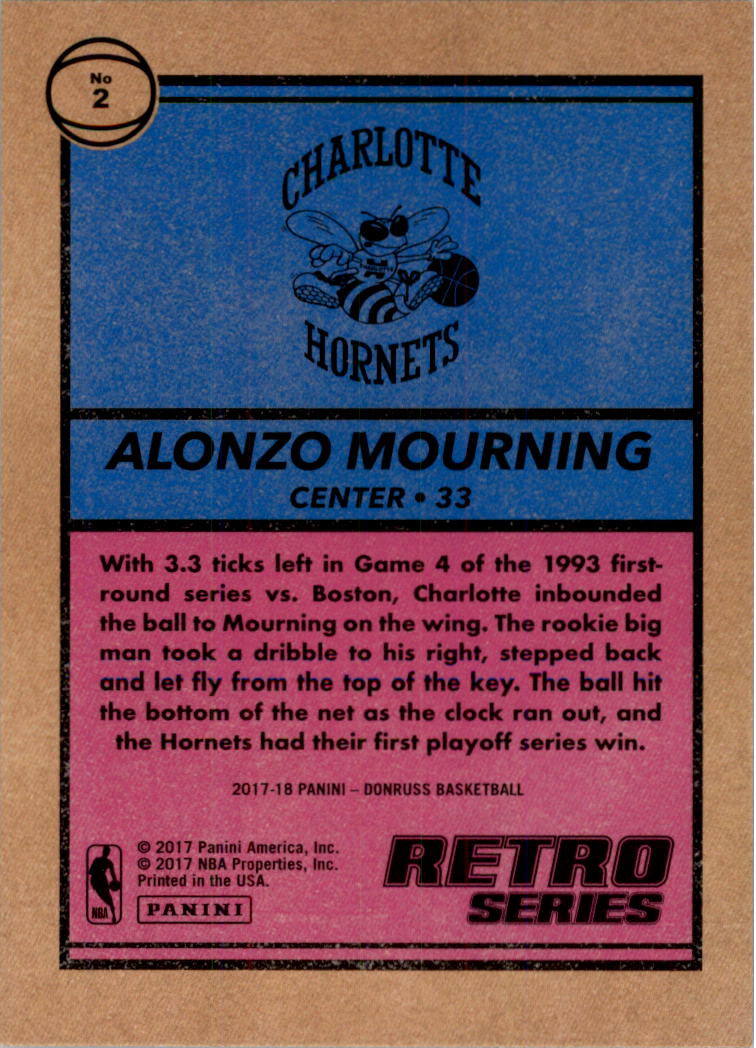 No
2
CHARLOTTE
HORNETS
ALONZO MOURNING
CENTER • 33
With 3.3 ticks left in Game 4 of the 1993 first-
round series vs. Boston, Charlotte inbounded
the ball to Mourning on the wing. The rookie big
man took a dribble to his right, stepped back
and let fly from the top of the key. The ball hit
the bottom of the net as the clock ran out, and
the Hornets had their first playoff series win.
2017-18 PANINI – DONRUSS BASKETBALL
© 2017 Panini America, Inc.
© 2017 NBA Properties, Inc.
Printed in the USA.
NBA
PANINI
RETRO
SERIES